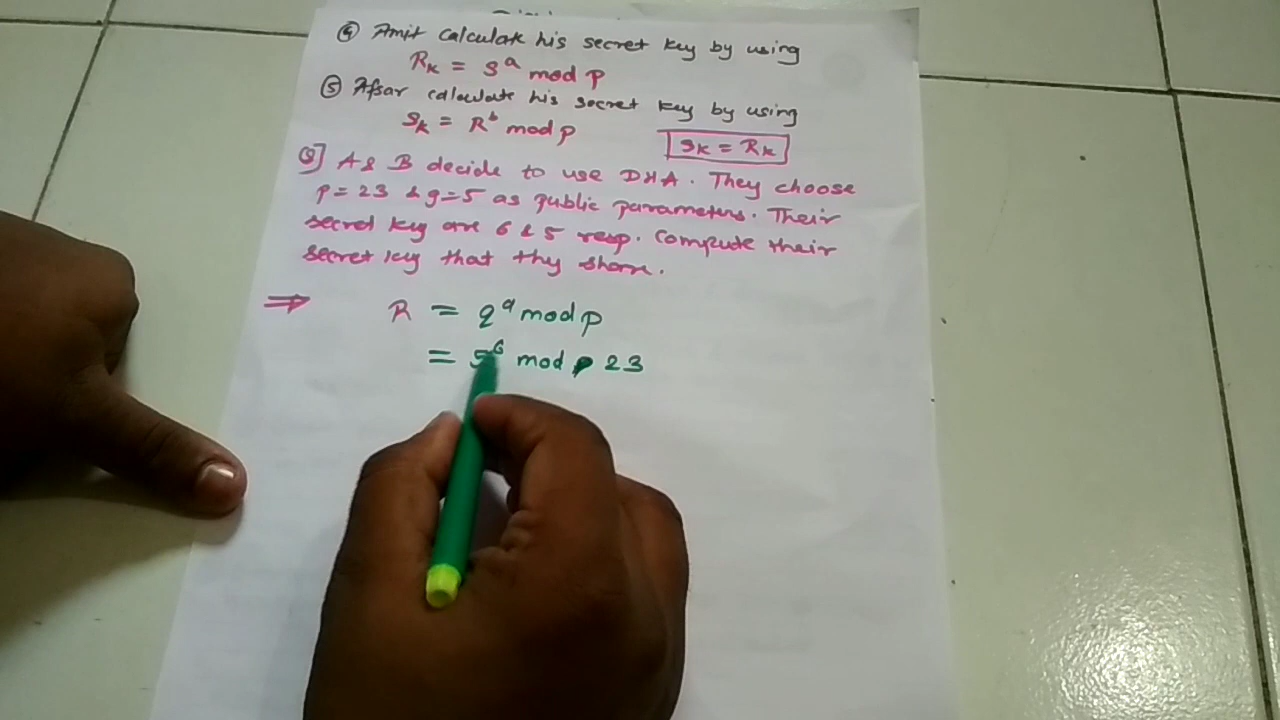 ④ Amit calculate his secret key by using
Rk = S^a mod p
⑤ Afsar calculate his secret key by using
Sk = R^b mod p
Sk = Rk
Q] A & B decide to use DHA. They choose
p = 23 & g=5 as public parameters. Their
secret key are 6 & 5 resp. Compute their
secret key that thy share.
⇒ R = g^a mod p
= 5^6 mod 23